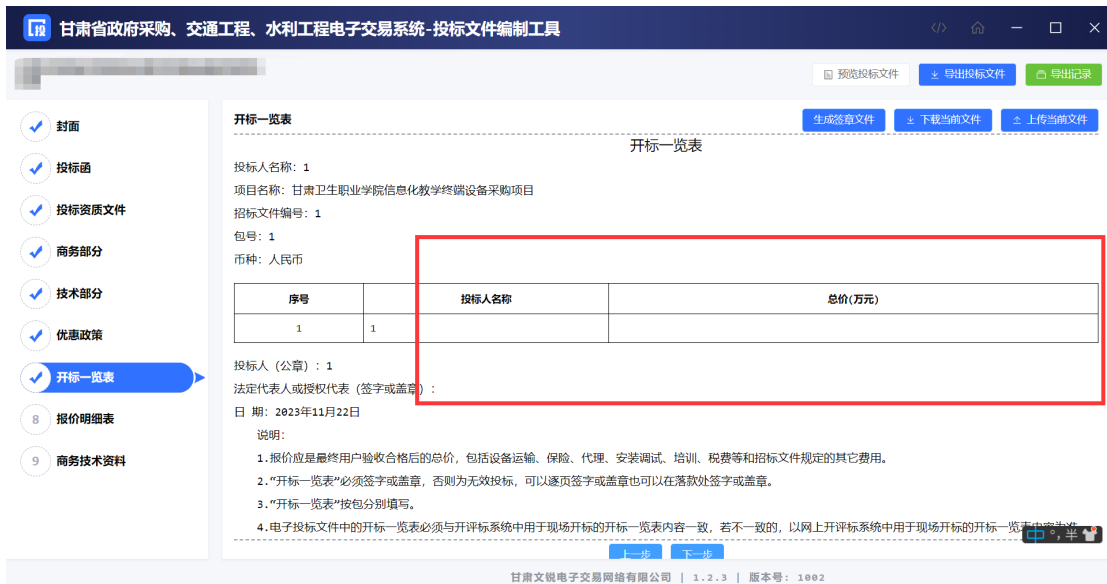 投 甘肃省政府采购、交通工程、水利工程电子交易系统-投标文件编制工具
预览投标文件 导出投标文件 导出记录
封面
投标函
投标资质文件
商务部分
技术部分
优惠政策
开标一览表
8 报价明细表
9 商务技术资料
开标一览表 生成签章文件 下载当前文件 上传当前文件
开标一览表
投标人名称: 1
项目名称: 甘肃卫生职业学院信息化教学终端设备采购项目
招标文件编号: 1
包号: 1
币种: 人民币
序号 投标人名称 总价(万元)
1 1
投标人（公章）: 1
法定代表人或授权代表（签字或盖章）:
日 期: 2023年11月22日
说明:
1.报价应是最终用户验收合格后的总价，包括设备运输、保险、代理、安装调试、培训、税费等和招标文件规定的其它费用。
2.“开标一览表”必须签字或盖章，否则为无效投标，可以逐页签字或盖章也可以在落款处签字或盖章。
3.“开标一览表”按包分别填写。
4.电子投标文件中的开标一览表必须与开评标系统中用于现场开标的开标一览表内容一致，若不一致的，以网上开评标系统中用于现场开标的开标一览表内容为准
中 °, 半
上一步 下一步
甘肃文锐电子交易网络有限公司 | 1.2.3 | 版本号: 1002